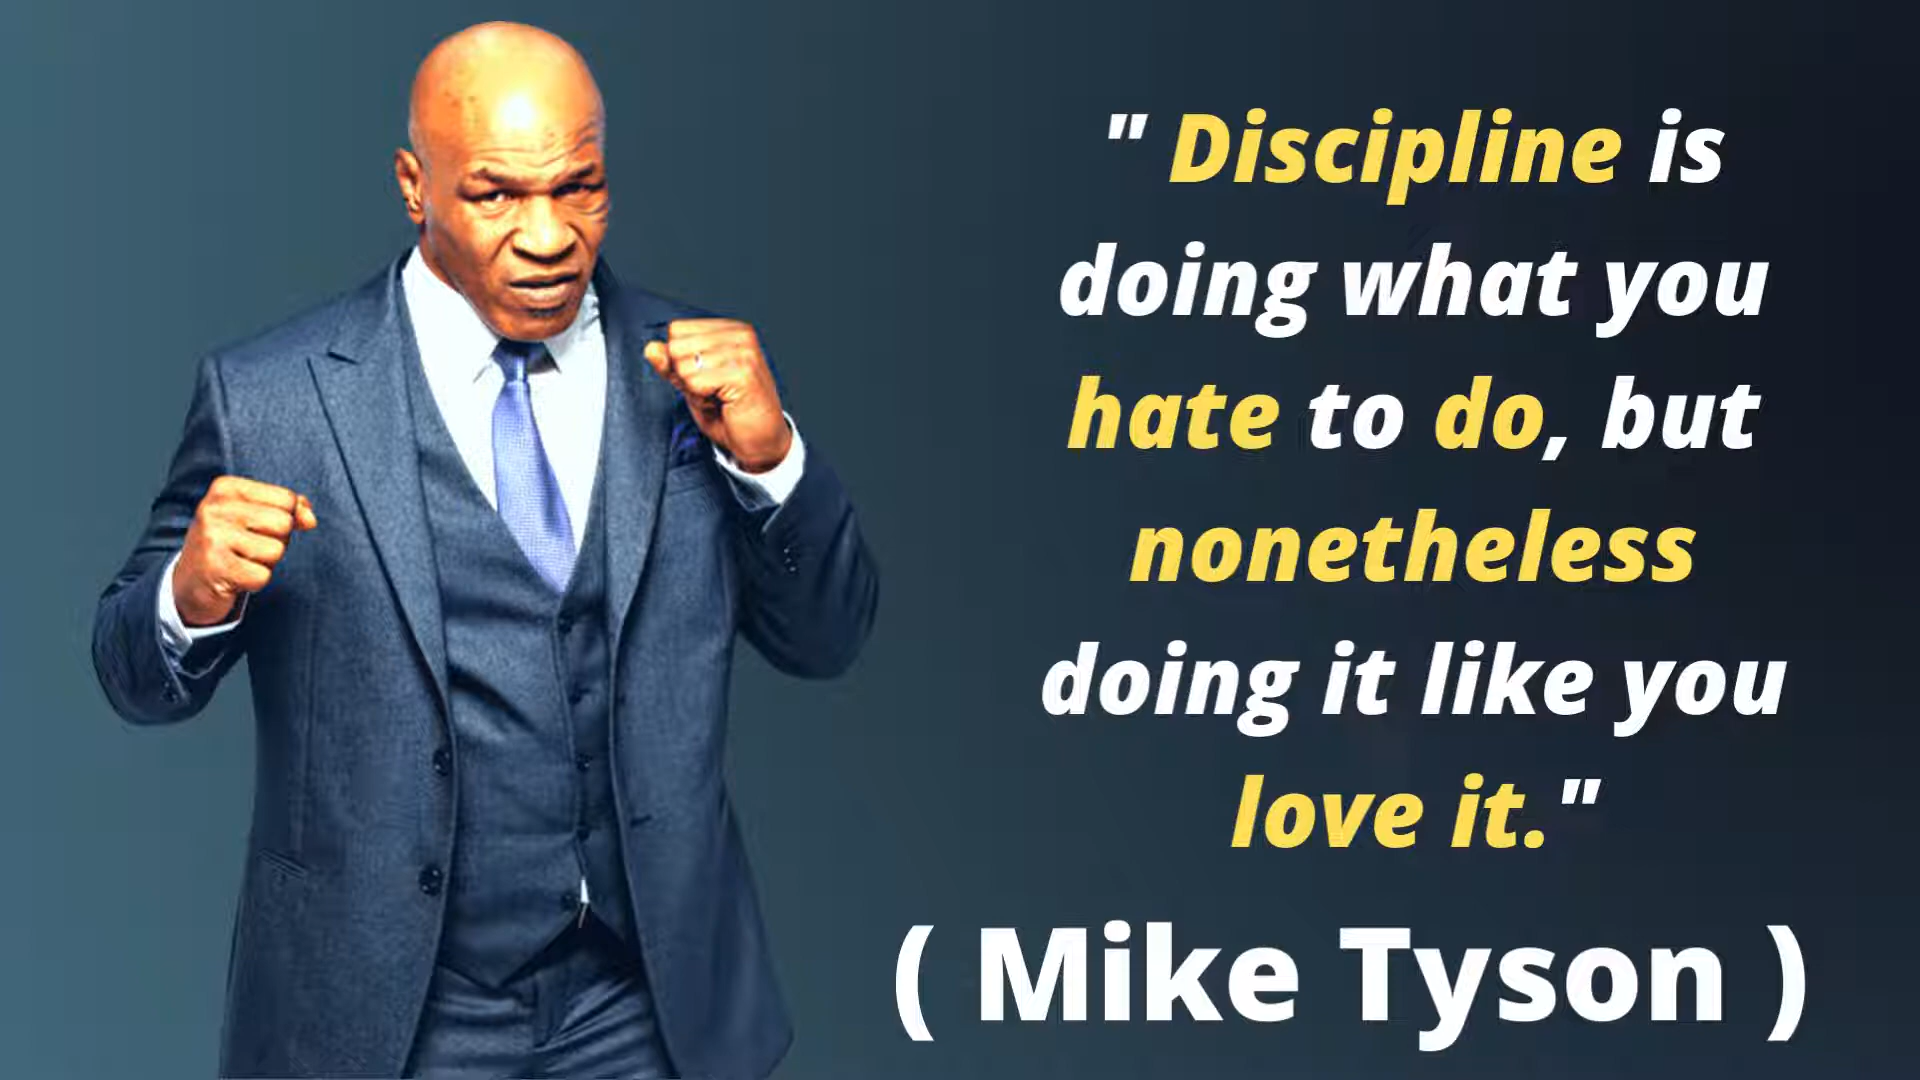 " Discipline is
doing what you
hate to do, but
nonetheless
doing it like you
love it."
( Mike Tyson )